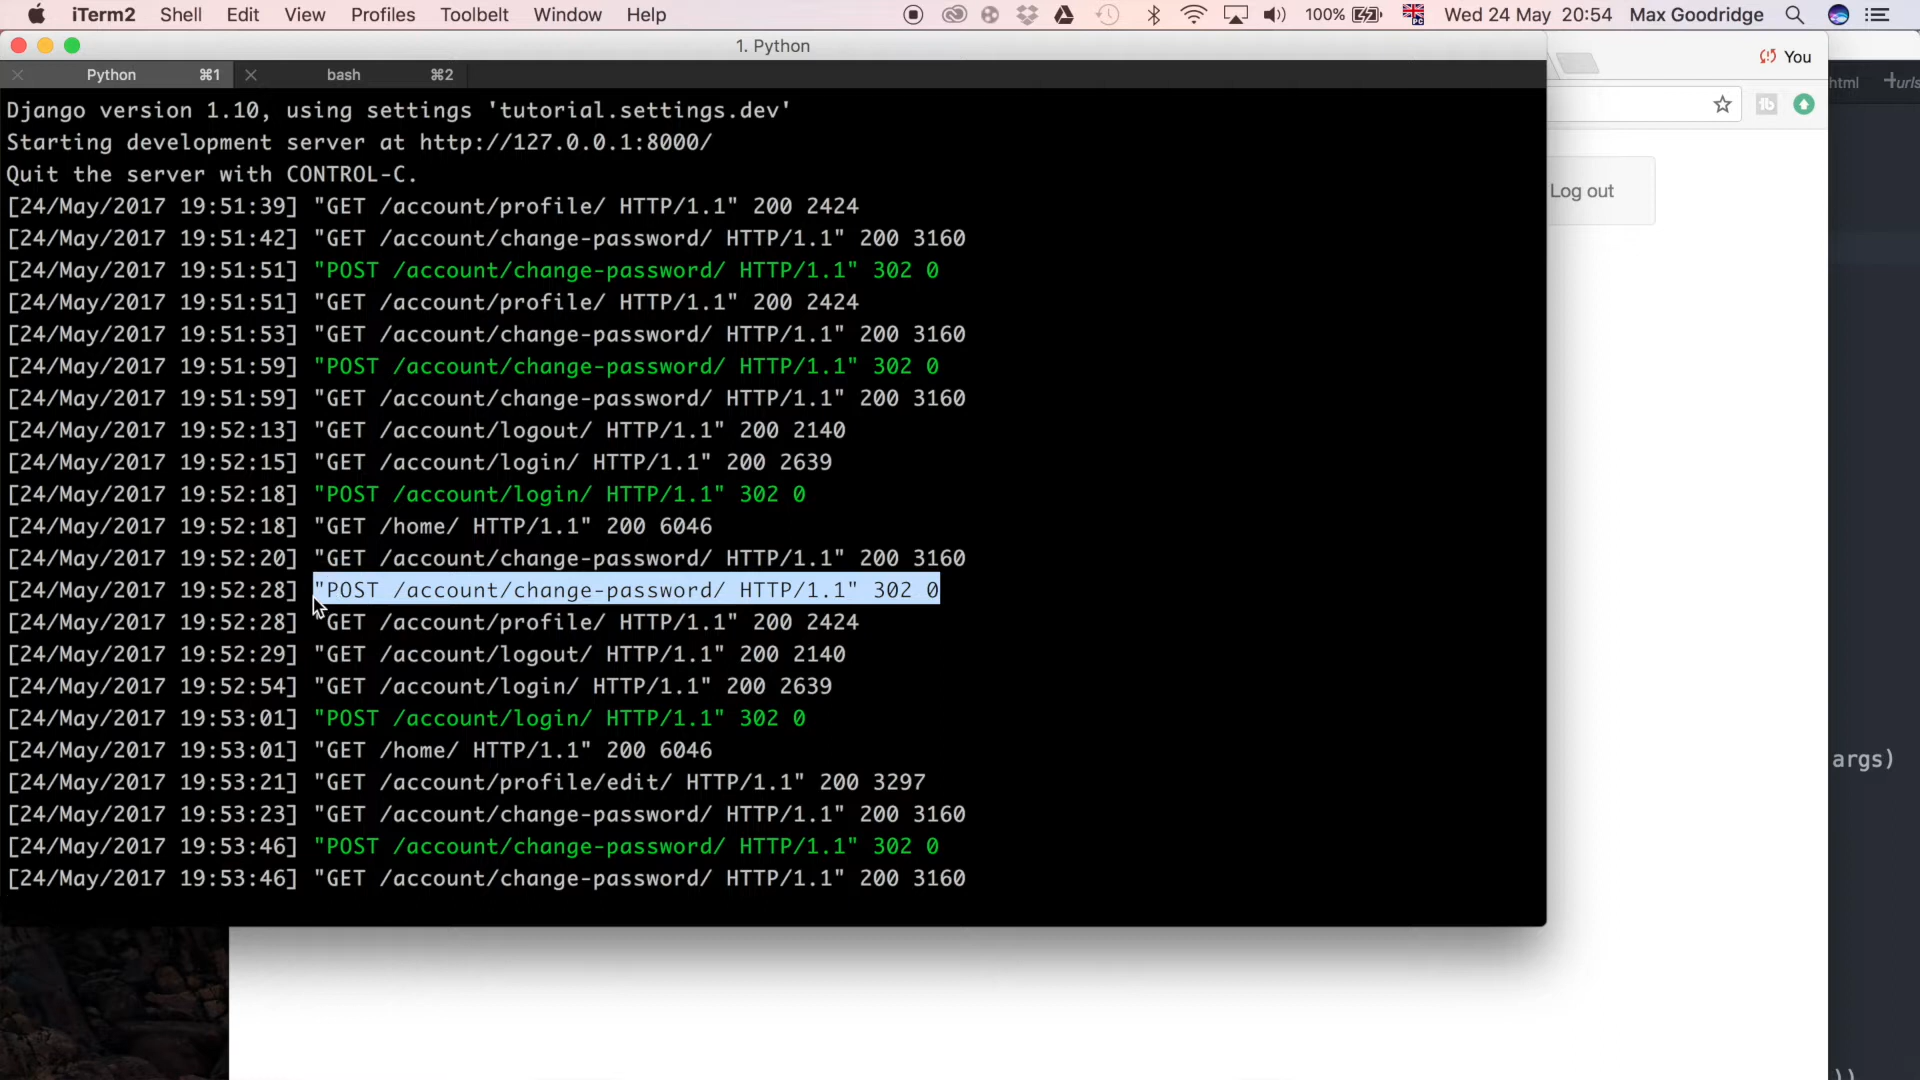 iTerm2 Shell Edit View Profiles Toolbelt Window Help 100% Wed 24 May 20:54 Max Goodridge
1. Python
Python ⌘1 bash ⌘2
You
html urls
Django version 1.10, using settings 'tutorial.settings.dev'
Starting development server at http://127.0.0.1:8000/
Quit the server with CONTROL-C.
Log out
[24/May/2017 19:51:39] "GET /account/profile/ HTTP/1.1" 200 2424
[24/May/2017 19:51:42] "GET /account/change-password/ HTTP/1.1" 200 3160
[24/May/2017 19:51:51] "POST /account/change-password/ HTTP/1.1" 302 0
[24/May/2017 19:51:51] "GET /account/profile/ HTTP/1.1" 200 2424
[24/May/2017 19:51:53] "GET /account/change-password/ HTTP/1.1" 200 3160
[24/May/2017 19:51:59] "POST /account/change-password/ HTTP/1.1" 302 0
[24/May/2017 19:51:59] "GET /account/change-password/ HTTP/1.1" 200 3160
[24/May/2017 19:52:13] "GET /account/logout/ HTTP/1.1" 200 2140
[24/May/2017 19:52:15] "GET /account/login/ HTTP/1.1" 200 2639
[24/May/2017 19:52:18] "POST /account/login/ HTTP/1.1" 302 0
[24/May/2017 19:52:18] "GET /home/ HTTP/1.1" 200 6046
[24/May/2017 19:52:20] "GET /account/change-password/ HTTP/1.1" 200 3160
[24/May/2017 19:52:28] "POST /account/change-password/ HTTP/1.1" 302 0
[24/May/2017 19:52:28] "GET /account/profile/ HTTP/1.1" 200 2424
[24/May/2017 19:52:29] "GET /account/logout/ HTTP/1.1" 200 2140
[24/May/2017 19:52:54] "GET /account/login/ HTTP/1.1" 200 2639
[24/May/2017 19:53:01] "POST /account/login/ HTTP/1.1" 302 0
[24/May/2017 19:53:01] "GET /home/ HTTP/1.1" 200 6046
args)
[24/May/2017 19:53:21] "GET /account/profile/edit/ HTTP/1.1" 200 3297
[24/May/2017 19:53:23] "GET /account/change-password/ HTTP/1.1" 200 3160
[24/May/2017 19:53:46] "POST /account/change-password/ HTTP/1.1" 302 0
[24/May/2017 19:53:46] "GET /account/change-password/ HTTP/1.1" 200 3160
))